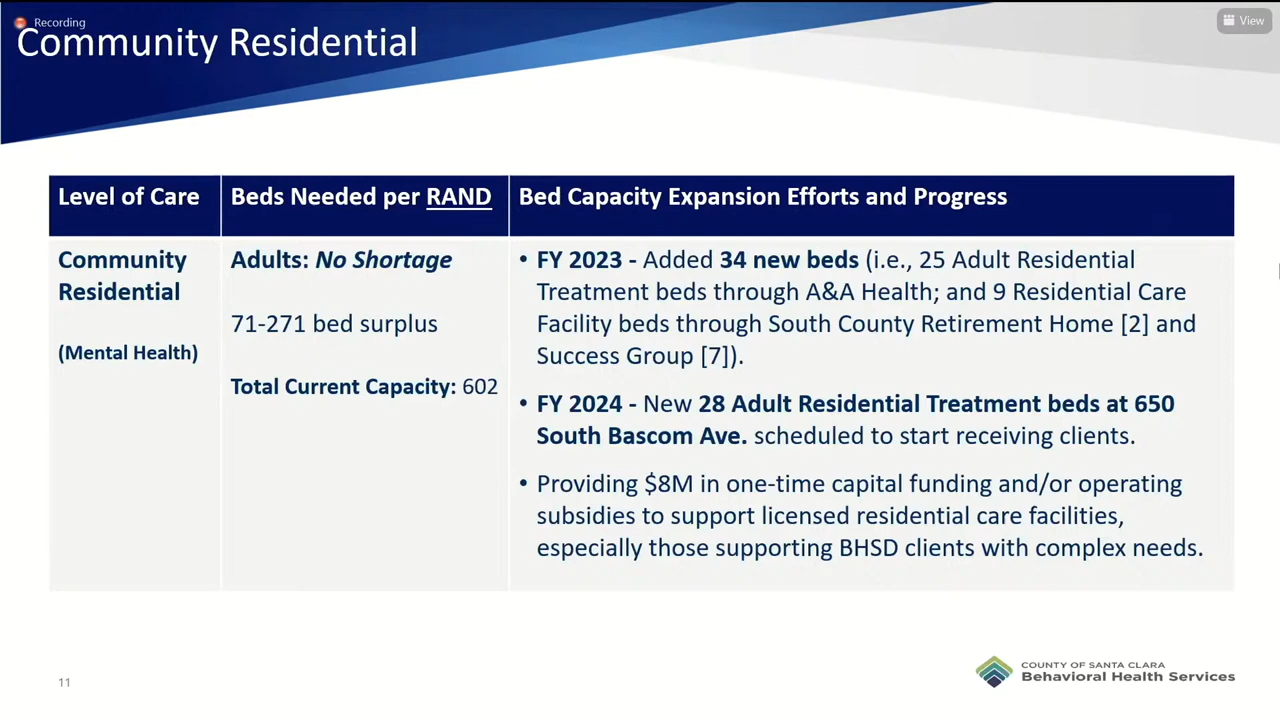 Recording
View
Community Residential
Level of Care
Beds Needed per RAND
Bed Capacity Expansion Efforts and Progress
Community
Residential
(Mental Health)
Adults: No Shortage
71-271 bed surplus
Total Current Capacity: 602
• FY 2023 - Added 34 new beds (i.e., 25 Adult Residential
Treatment beds through A&A Health; and 9 Residential Care
Facility beds through South County Retirement Home [2] and
Success Group [7]).
• FY 2024 - New 28 Adult Residential Treatment beds at 650
South Bascom Ave. scheduled to start receiving clients.
• Providing $8M in one-time capital funding and/or operating
subsidies to support licensed residential care facilities,
especially those supporting BHSD clients with complex needs.
11
COUNTY OF SANTA CLARA
Behavioral Health Services